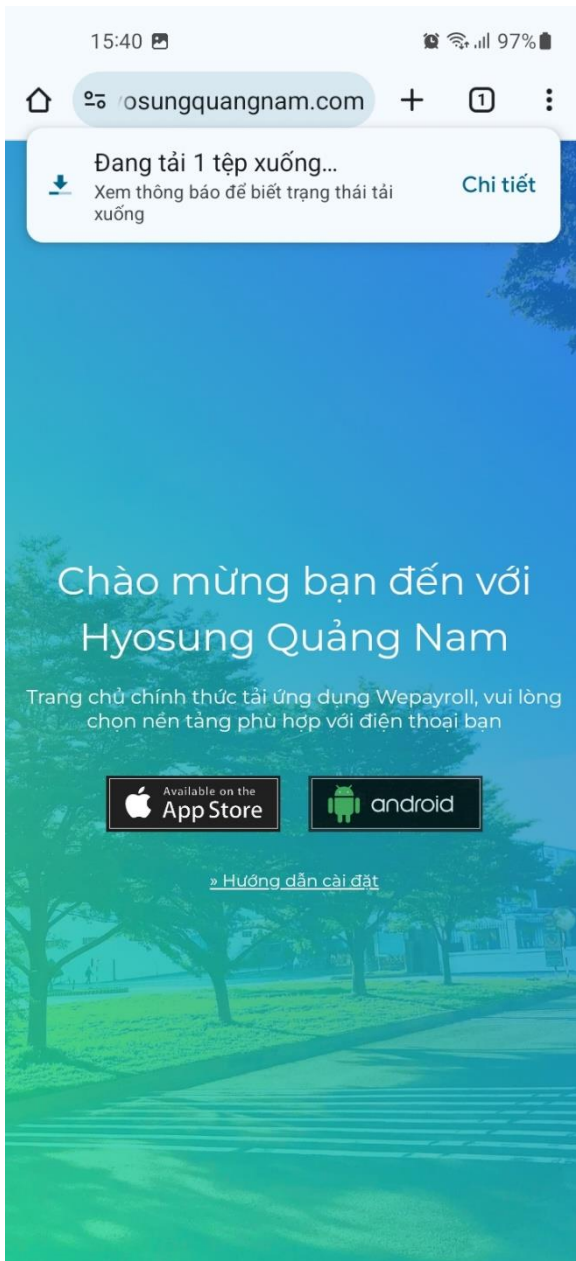 15:40
97%
osungquangnam.com
1
Đang tải 1 tệp xuống...
Xem thông báo để biết trạng thái tải
xuống
Chi tiết
Chào mừng bạn đến với
Hyosung Quảng Nam
Trang chủ chính thức tải ứng dụng Wepayroll, vui lòng
chọn nền tảng phù hợp với điện thoại bạn
Available on the
App Store
android
» Hướng dẫn cài đặt